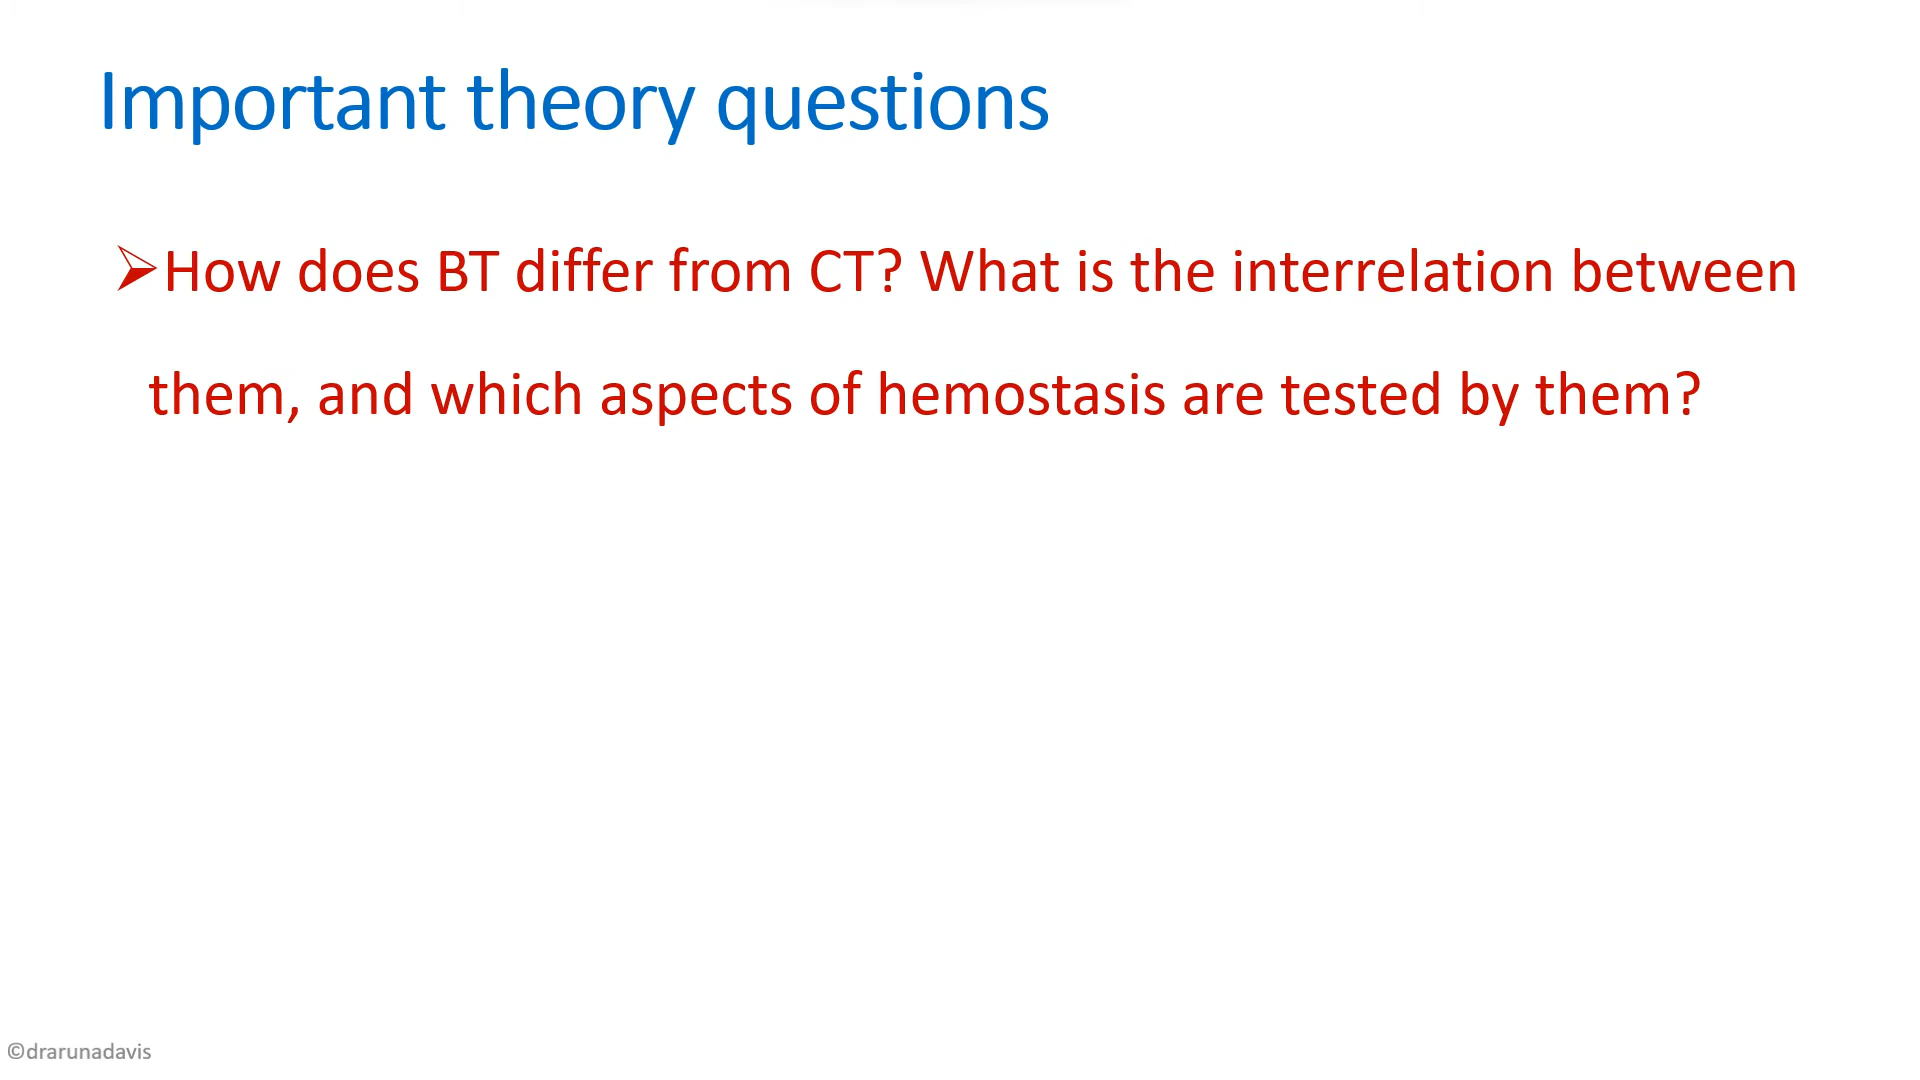 Important theory questions
➢How does BT differ from CT? What is the interrelation between
them, and which aspects of hemostasis are tested by them?
©drarunadavis